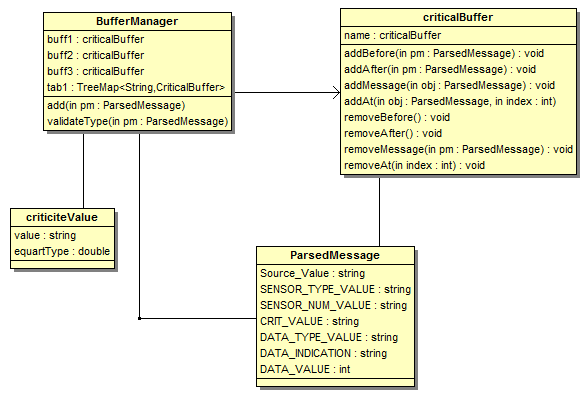 BufferManager
buff1 : criticalBuffer
buff2 : criticalBuffer
buff3 : criticalBuffer
tab1 : TreeMap<String,CriticalBuffer>
add(in pm : ParsedMessage)
validateType(in pm : ParsedMessage)
criticalBuffer
name : criticalBuffer
addBefore(in pm : ParsedMessage) : void
addAfter(in pm : ParsedMessage) : void
addMessage(in obj : ParsedMessage) : void
addAt(in obj : ParsedMessage, in index : int)
removeBefore() : void
removeAfter() : void
removeMessage(in pm : ParsedMessage) : void
removeAt(in index : int) : void
criticiteValue
value : string
equartType : double
ParsedMessage
Source_Value : string
SENSOR_TYPE_VALUE : string
SENSOR_NUM_VALUE : string
CRIT_VALUE : string
DATA_TYPE_VALUE : string
DATA_INDICATION : string
DATA_VALUE : int